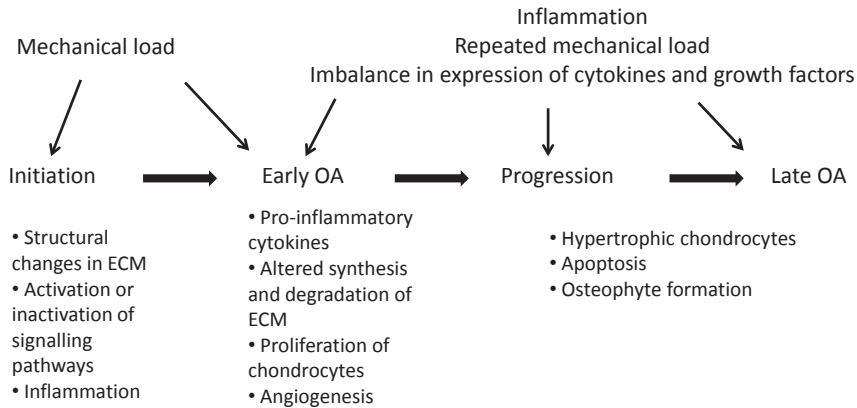 Inflammation
Mechanical load
Repeated mechanical load
Imbalance in expression of cytokines and growth factors
Initiation
Early OA
Progression
Late OA
• Structural
changes in ECM
• Activation or
inactivation of
signalling
pathways
• Inflammation
• Pro-inflammatory
cytokines
• Altered synthesis
and degradation of
ECM
• Proliferation of
chondrocytes
• Angiogenesis
• Hypertrophic chondrocytes
• Apoptosis
• Osteophyte formation